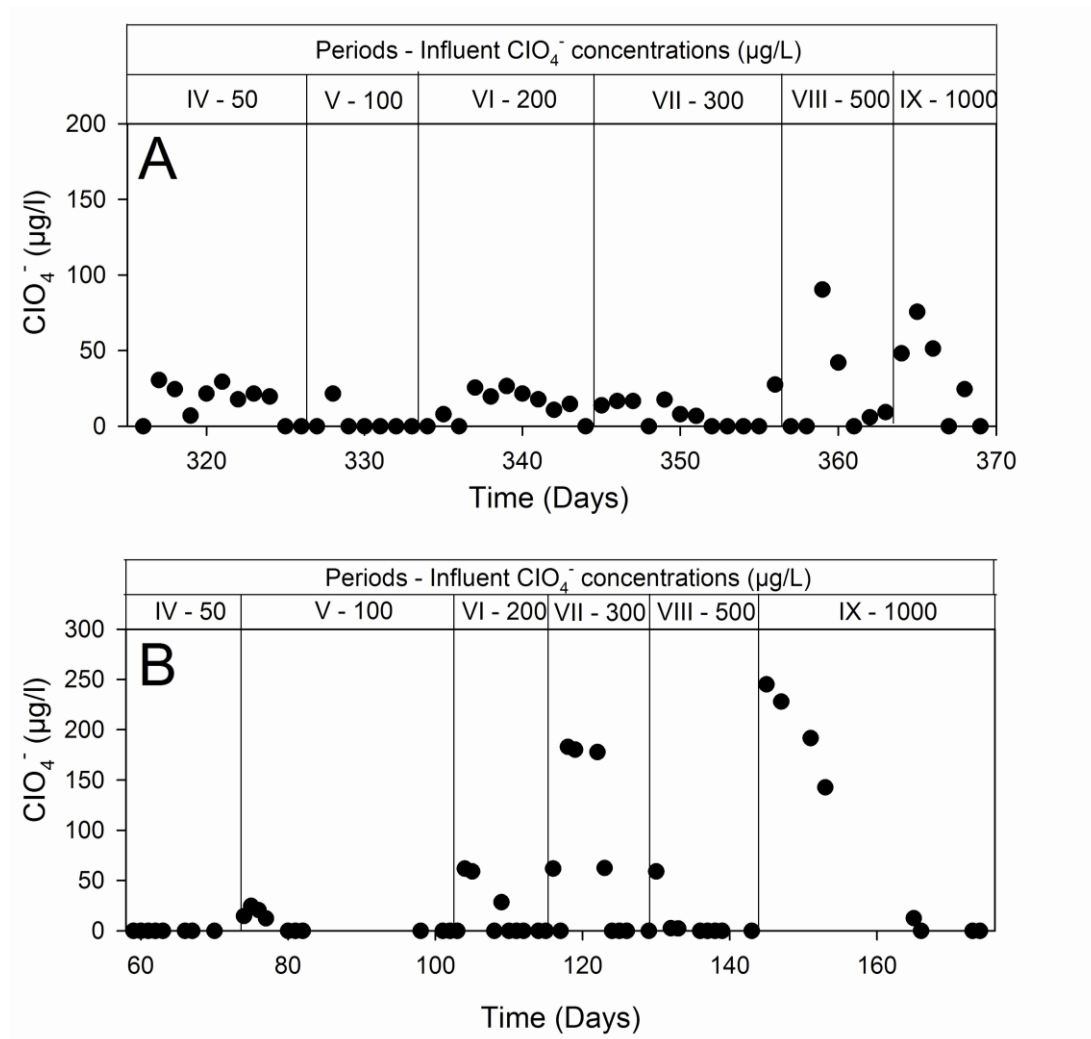 Periods - Influent ClO₄⁻ concentrations (µg/L)
IV - 50 V - 100 VI - 200 VII - 300 VIII - 500 IX - 1000
A
200
150
100
50
0
ClO₄⁻ (µg/l)
320 330 340 350 360 370
Time (Days)
Periods - Influent ClO₄⁻ concentrations (µg/L)
IV - 50 V - 100 VI - 200 VII - 300 VIII - 500 IX - 1000
B
300
250
200
150
100
50
0
ClO₄⁻ (µg/l)
60 80 100 120 140 160
Time (Days)